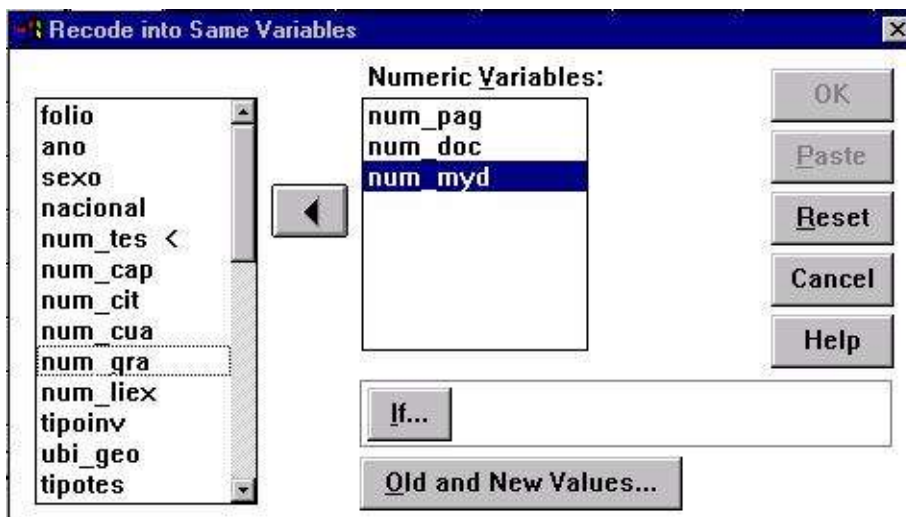 Recode into Same Variables
folio
ano
sexo
nacional
num_tes <
num_cap
num_cit
num_cua
num_gra
num_liex
tipoinv
ubi_geo
tipotes
Numeric Variables:
num_pag
num_doc
num_myd
If...
Old and New Values...
OK
Paste
Reset
Cancel
Help